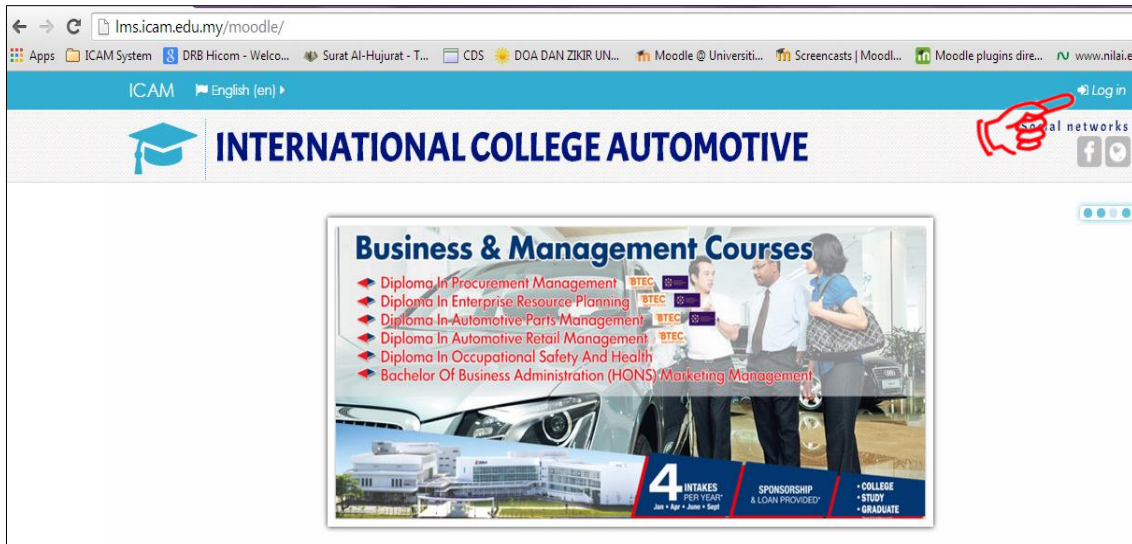 lms.icam.edu.my/moodle/
Apps ICAM System DRB Hicom - Welco... Surat Al-Hujurat - T... CDS DOA DAN ZIKIR UN... Moodle @ Universiti... Screencasts | Moodl... Moodle plugins dire... www.nilai.e
ICAM English (en) Log in
INTERNATIONAL COLLEGE AUTOMOTIVE
al networks
Business & Management Courses
Diploma In Procurement Management BTEC
Diploma In Enterprise Resource Planning BTEC
Diploma In Automotive Parts Management BTEC
Diploma In Automotive Retail Management BTEC
Diploma In Occupational Safety And Health
Bachelor Of Business Administration (HONS) Marketing Management
4 INTAKES
PER YEAR*
Jan • Apr • June • Sept
SPONSORSHIP
& LOAN PROVIDED*
• COLLEGE
• STUDY
• GRADUATE